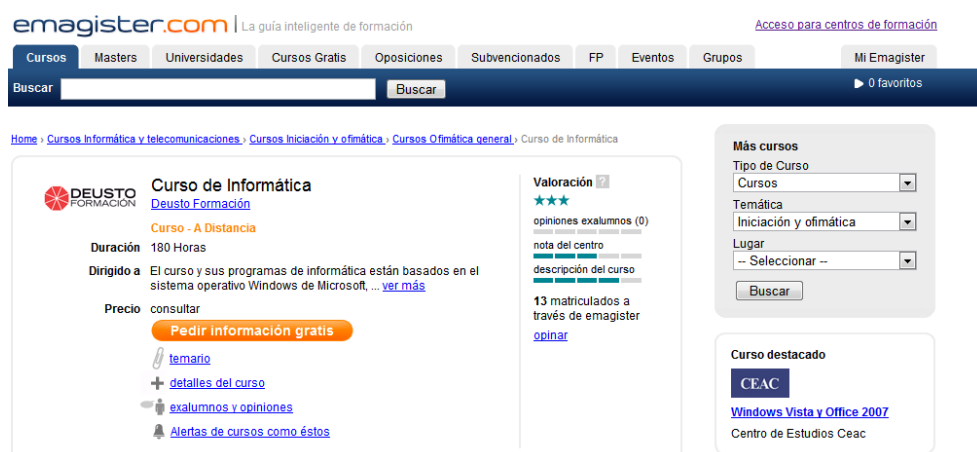 emagister.com La guía inteligente de formación
Acceso para centros de formación
Cursos Masters Universidades Cursos Gratis Oposiciones Subvencionados FP Eventos Grupos Mi Emagister
Buscar Buscar 0 favoritos
Home › Cursos Informática y telecomunicaciones › Cursos Iniciación y ofimática › Cursos Ofimática general › Curso de Informática
DEUSTO
FORMACIÓN
Curso de Informática
Deusto Formación
Curso - A Distancia
Duración 180 Horas
Dirigido a El curso y sus programas de informática están basados en el
sistema operativo Windows de Microsoft, ... ver más
Precio consultar
Pedir información gratis
temario
detalles del curso
exalumnos y opiniones
Alertas de cursos como éstos
Valoración ?
opiniones exalumnos (0)
nota del centro
descripción del curso
13 matriculados a
través de emagister
opinar
Más cursos
Tipo de Curso
Cursos
Temática
Iniciación y ofimática
Lugar
-- Seleccionar --
Buscar
Curso destacado
CEAC
Windows Vista y Office 2007
Centro de Estudios Ceac